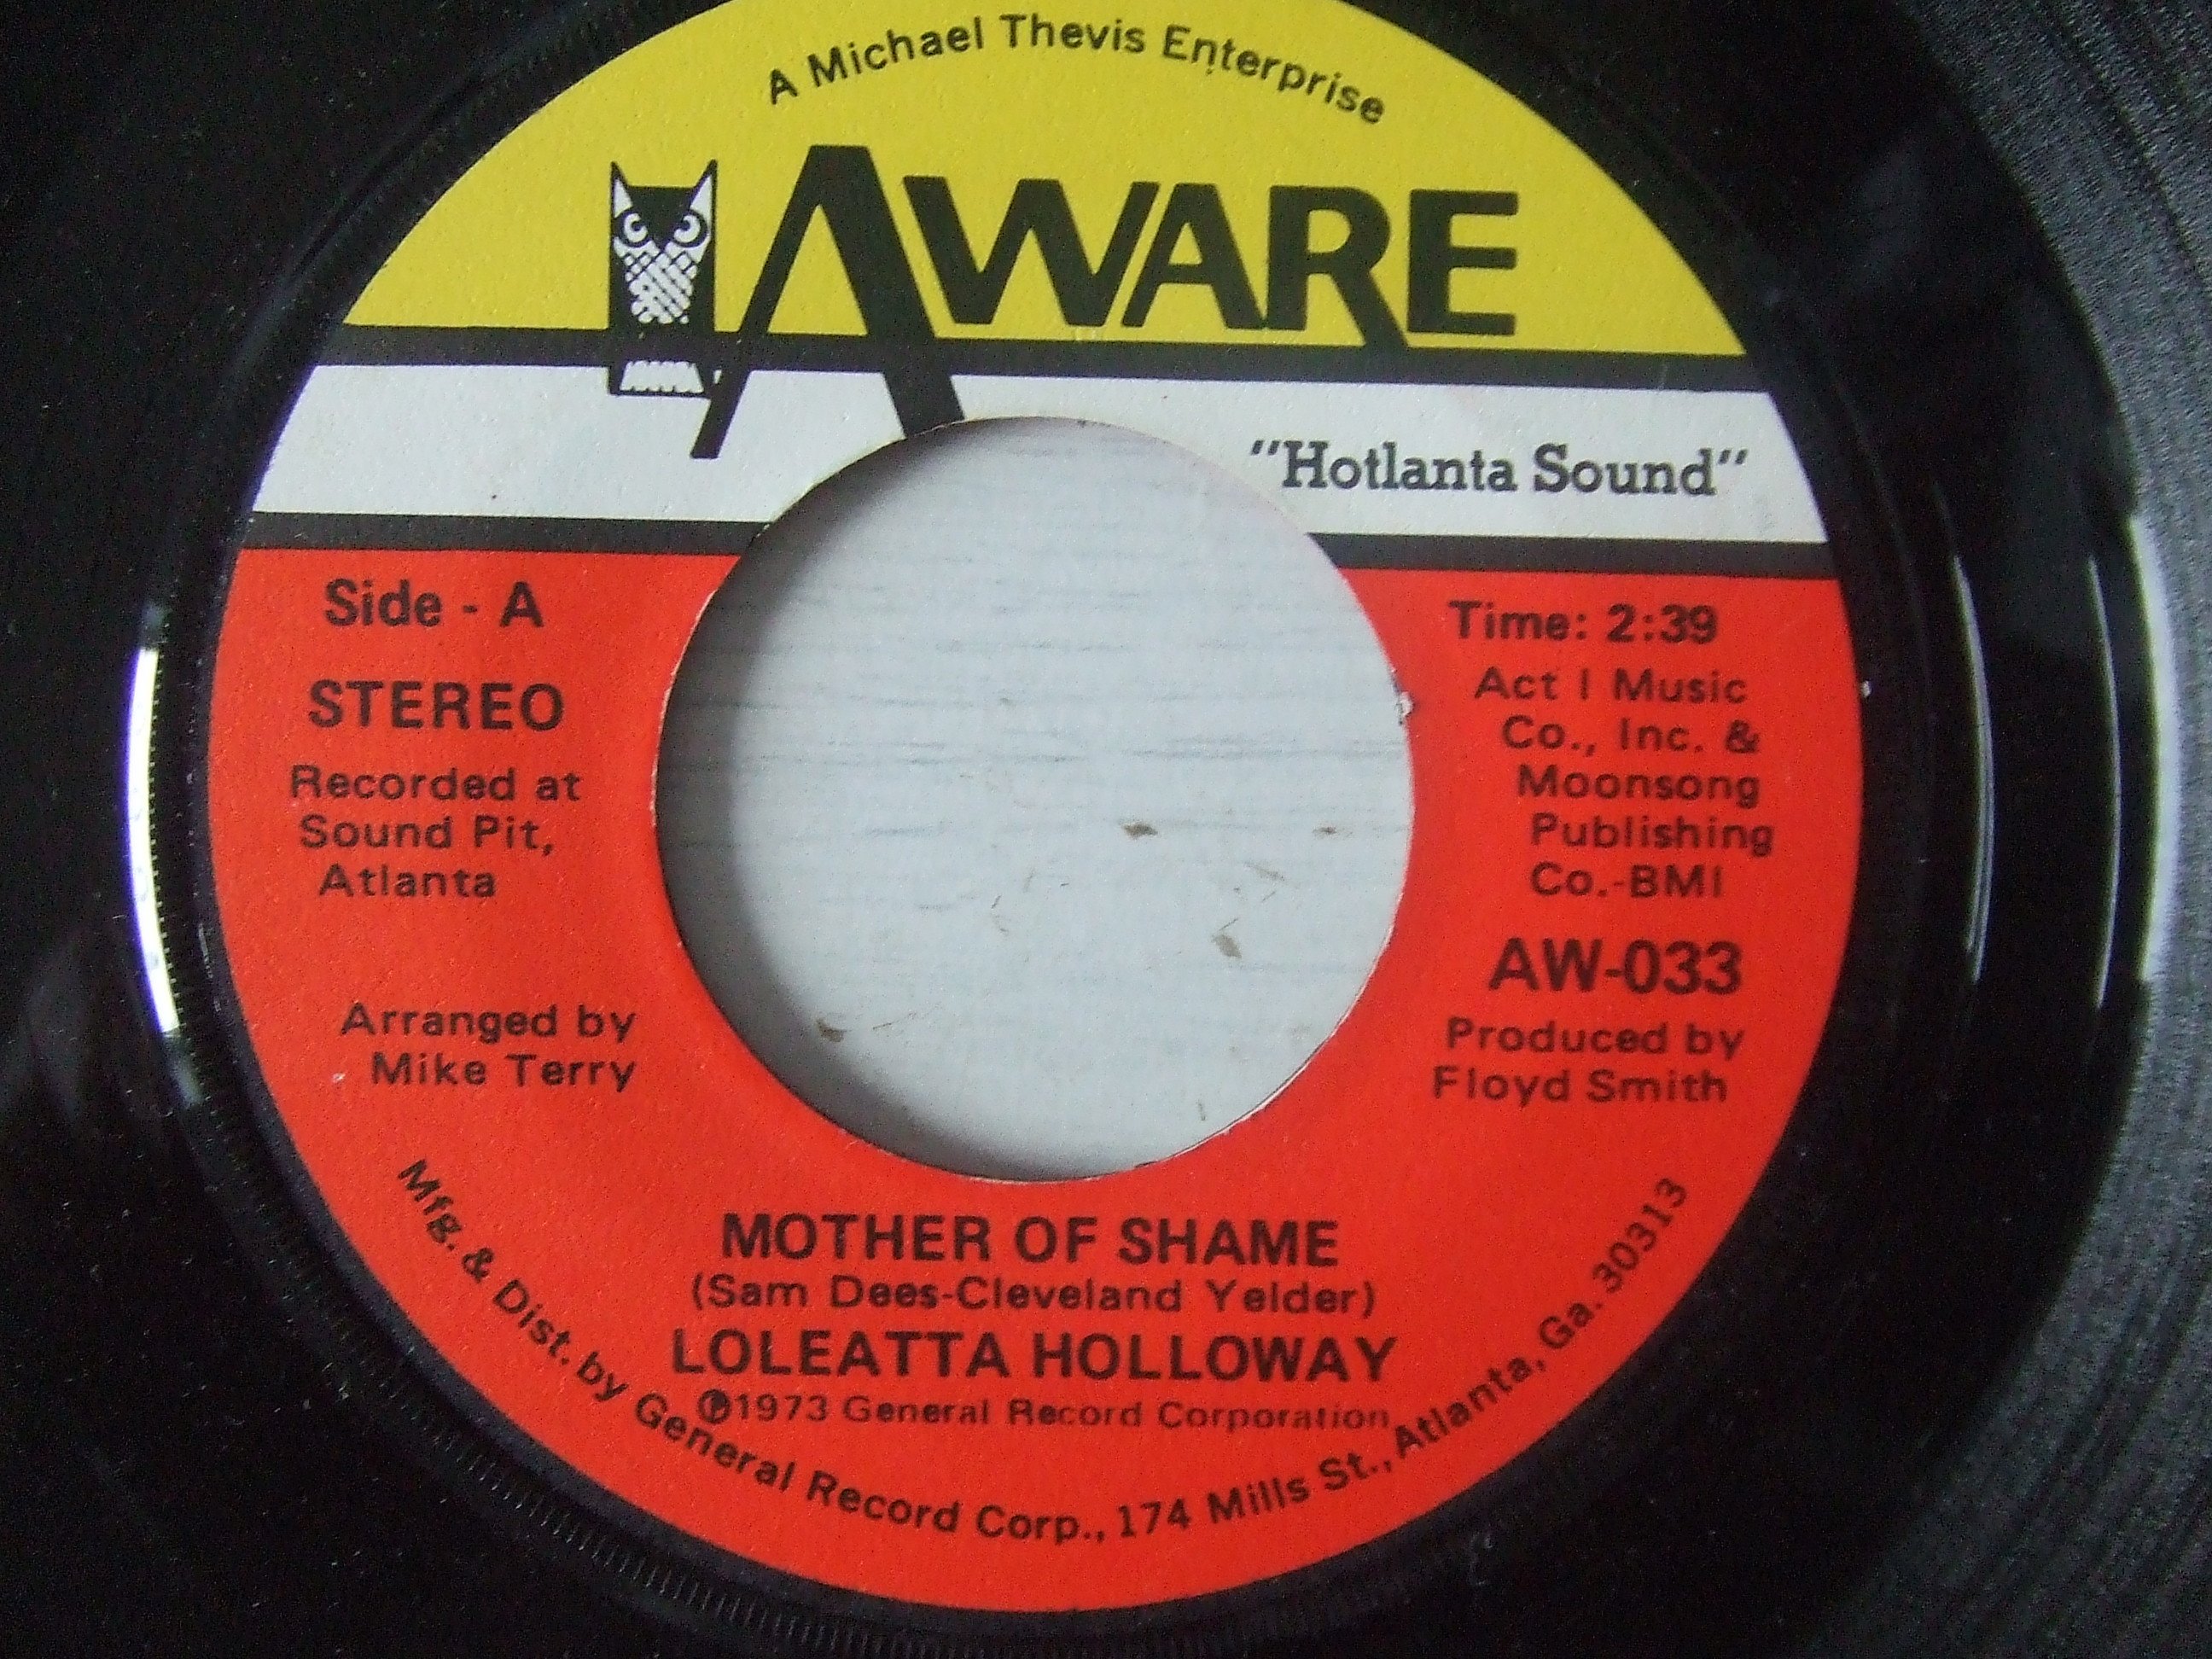 A Michael Thevis Enterprise
AWARE
"Hotlanta Sound"
Side - A
STEREO
Recorded at
Sound Pit,
Atlanta
Arranged by
Mike Terry
Time: 2:39
Act I Music
Co., Inc. &
Moonsong
Publishing
Co.-BMI
AW-033
Produced by
Floyd Smith
MOTHER OF SHAME
(Sam Dees-Cleveland Yelder)
LOLEATTA HOLLOWAY
℗1973 General Record Corporation
Mfg. & Dist. by General Record Corp., 174 Mills St., Atlanta, Ga. 30313